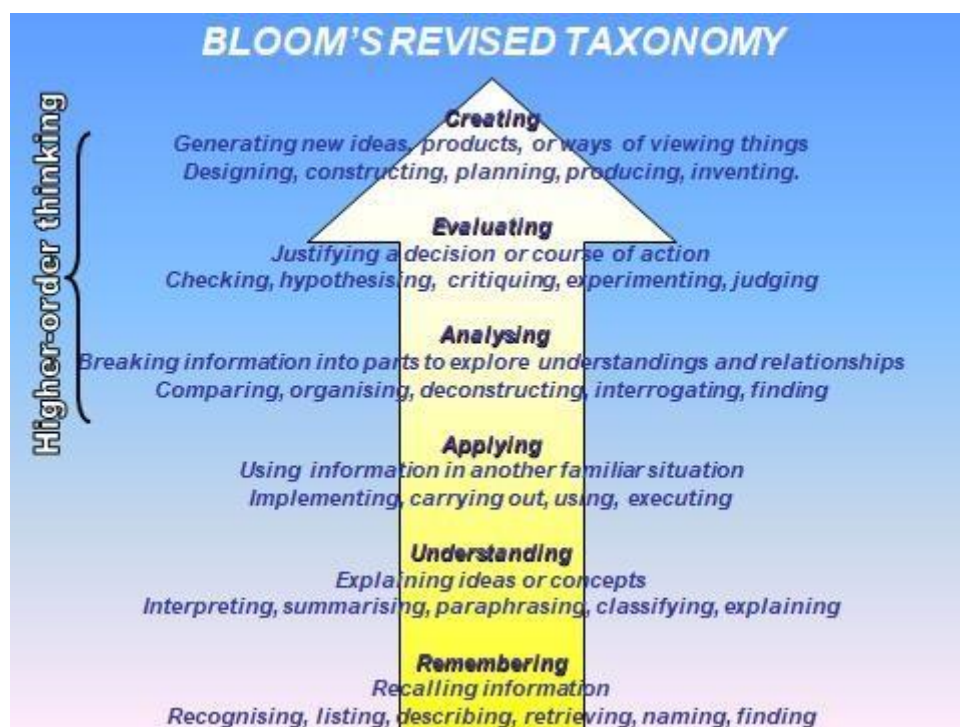 BLOOM'S REVISED TAXONOMY
Higher-order thinking
Creating
Generating new ideas, products, or ways of viewing things
Designing, constructing, planning, producing, inventing.
Evaluating
Justifying a decision or course of action
Checking, hypothesising, critiquing, experimenting, judging
Analysing
Breaking information into parts to explore understandings and relationships
Comparing, organising, deconstructing, interrogating, finding
Applying
Using information in another familiar situation
Implementing, carrying out, using, executing
Understanding
Explaining ideas or concepts
Interpreting, summarising, paraphrasing, classifying, explaining
Remembering
Recalling information
Recognising, listing, describing, retrieving, naming, finding